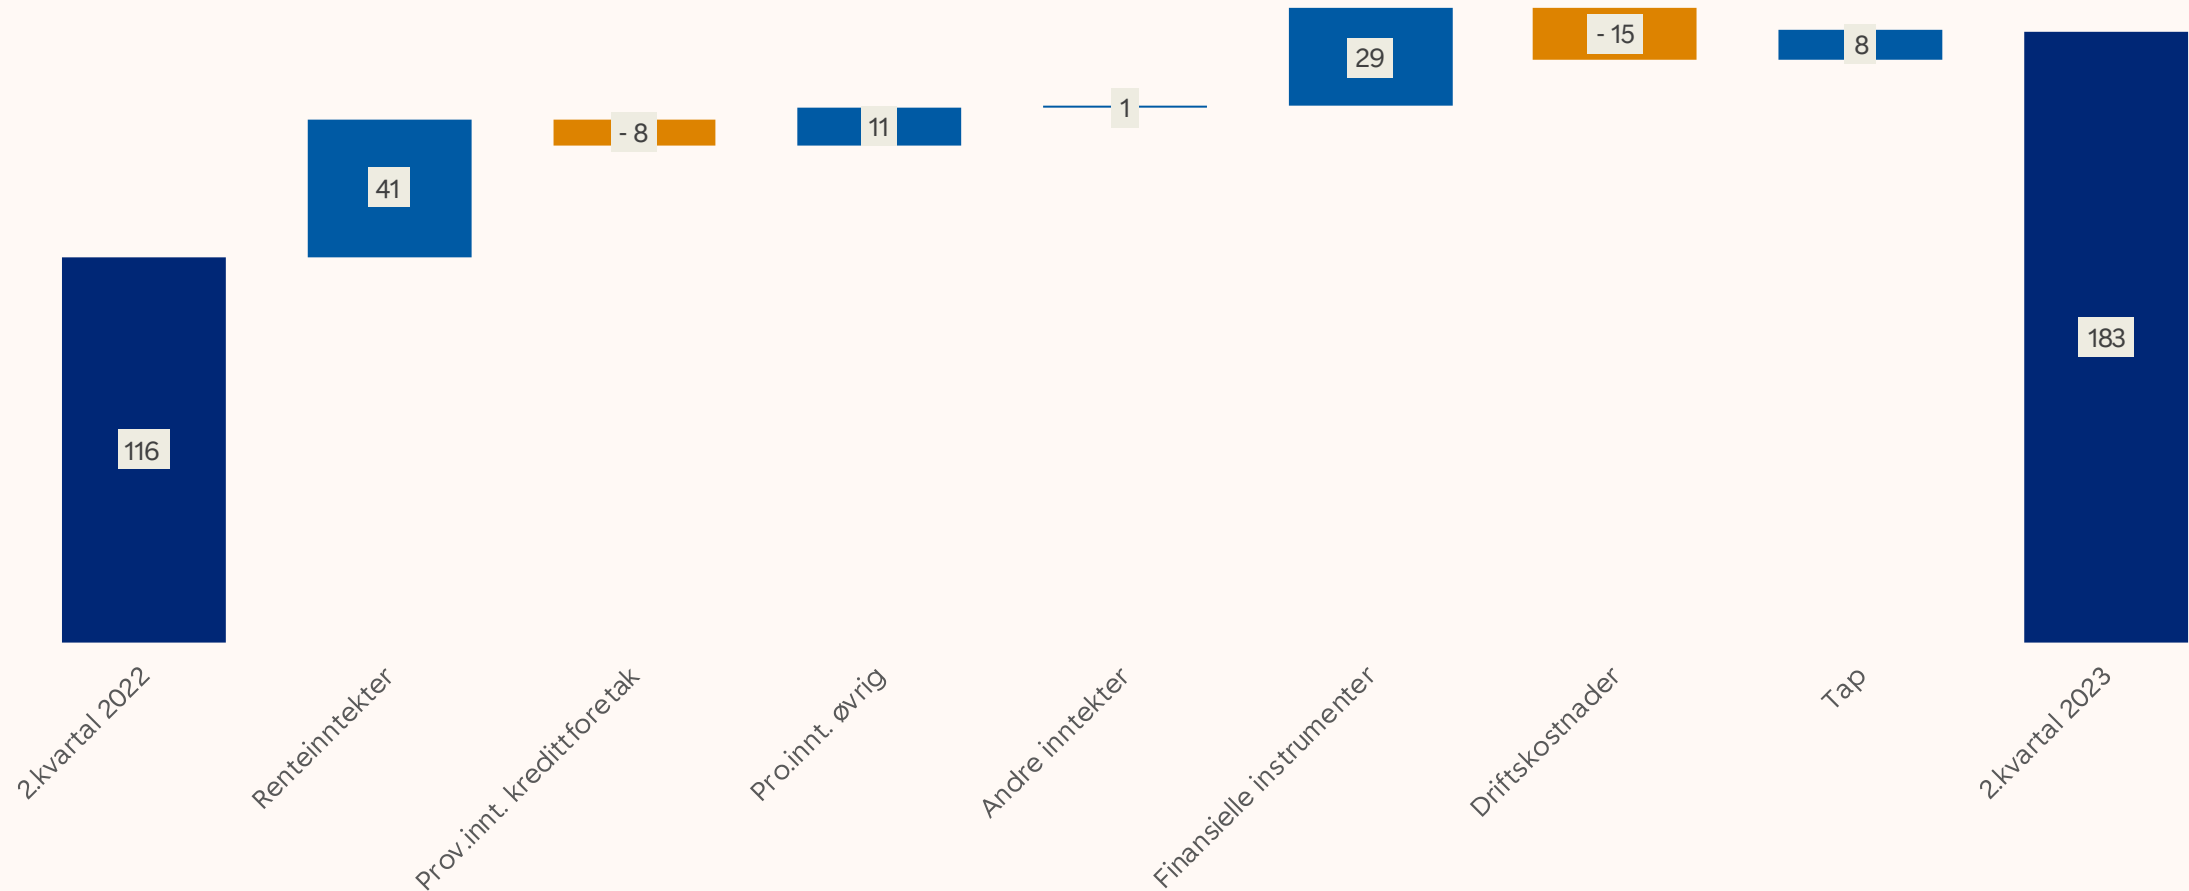 116
41
- 8
11
1
29
- 15
8
183
2.kvartal 2022
Renteinntekter
Prov.innt. kredittforetak
Pro.innt. øvrig
Andre inntekter
Finansielle instrumenter
Driftskostnader
Tap
2.kvartal 2023